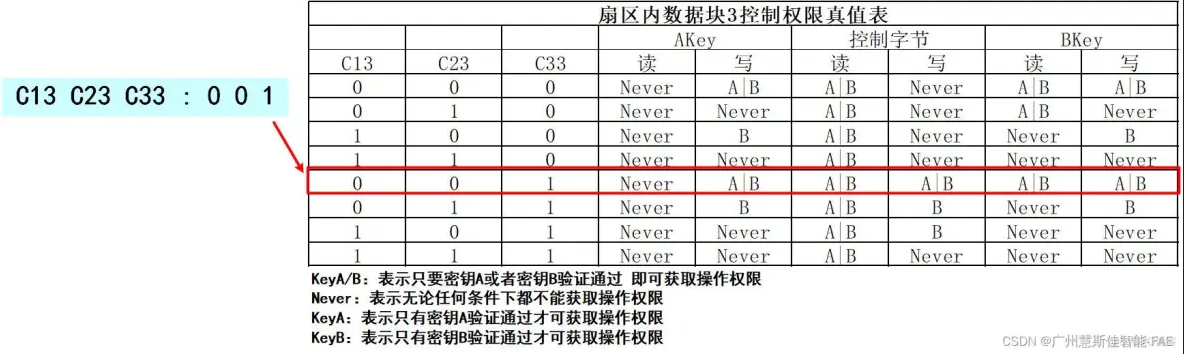 扇区内数据块3控制权限真值表
AKey 控制字节 BKey
C13 C23 C33 读 写 读 写 读 写
0 0 0 Never A|B A|B Never A|B A|B
0 1 0 Never Never A|B Never A|B Never
1 0 0 Never B A|B Never Never B
1 1 0 Never Never A|B Never Never Never
0 0 1 Never A|B A|B A|B A|B A|B
0 1 1 Never B A|B B Never B
1 0 1 Never Never A|B B Never Never
1 1 1 Never Never A|B Never Never Never
C13 C23 C33 : 0 0 1
KeyA/B：表示只要密钥A或者密钥B验证通过 即可获取操作权限
Never：表示无论任何条件下都不能获取操作权限
KeyA：表示只有密钥A验证通过才可获取操作权限
KeyB：表示只有密钥B验证通过才可获取操作权限
CSDN @广州慧斯佳智能-FAE